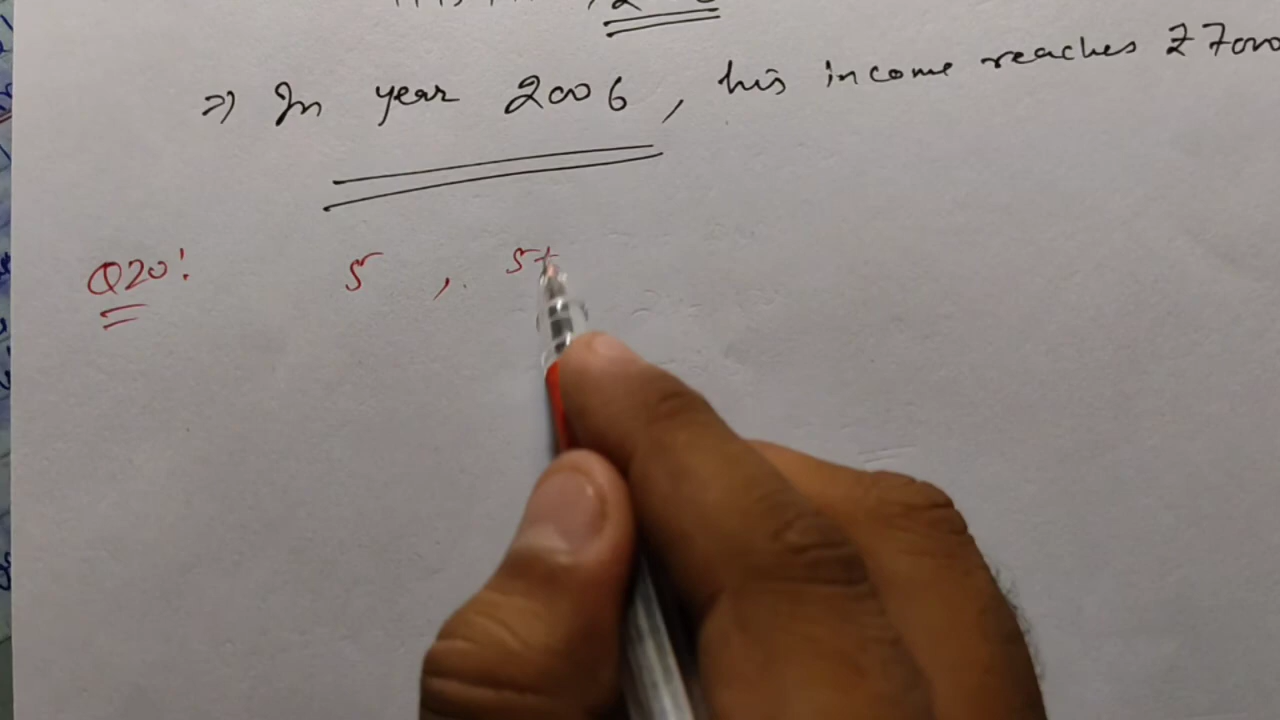 ⇒ In year 2006, his income reaches ₹7000
Q20: 5 , 5+